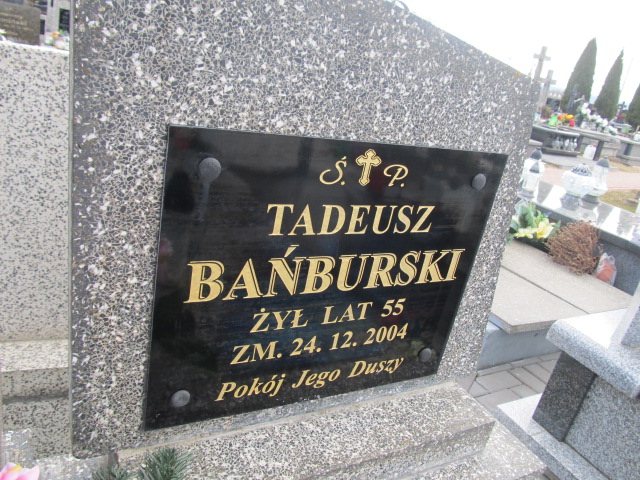 Ś. P.
TADEUSZ
BAŃBURSKI
ŻYŁ LAT 55
ZM. 24. 12. 2004
Pokój Jego Duszy